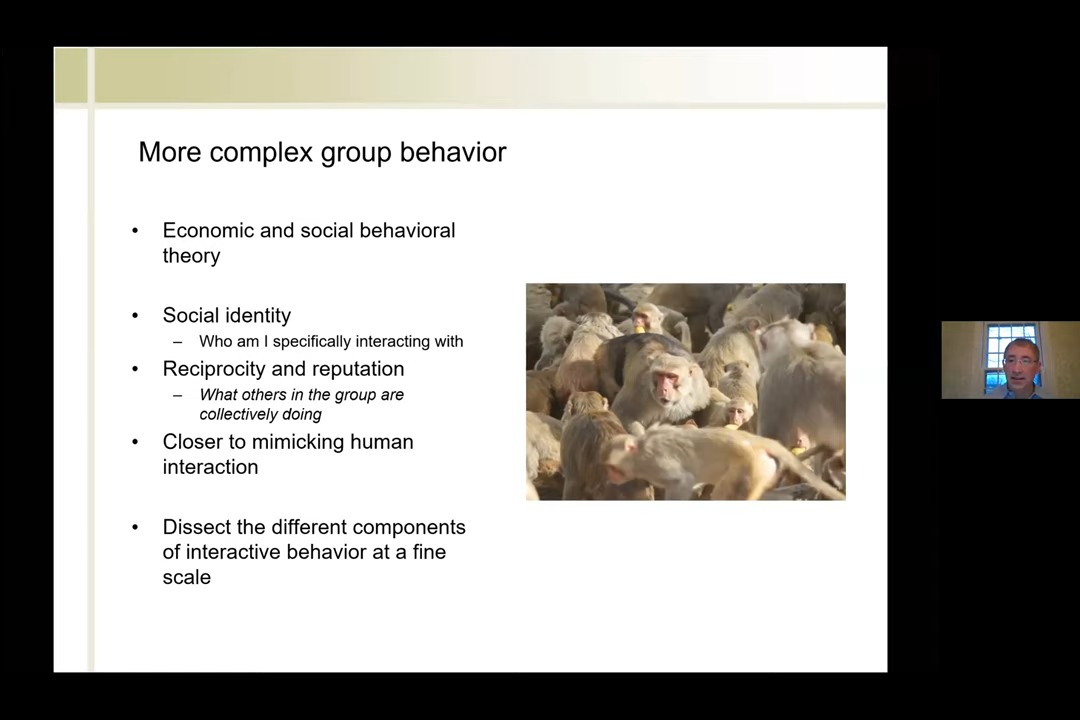 More complex group behavior
• Economic and social behavioral
theory
• Social identity
– Who am I specifically interacting with
• Reciprocity and reputation
– What others in the group are
collectively doing
• Closer to mimicking human
interaction
• Dissect the different components
of interactive behavior at a fine
scale